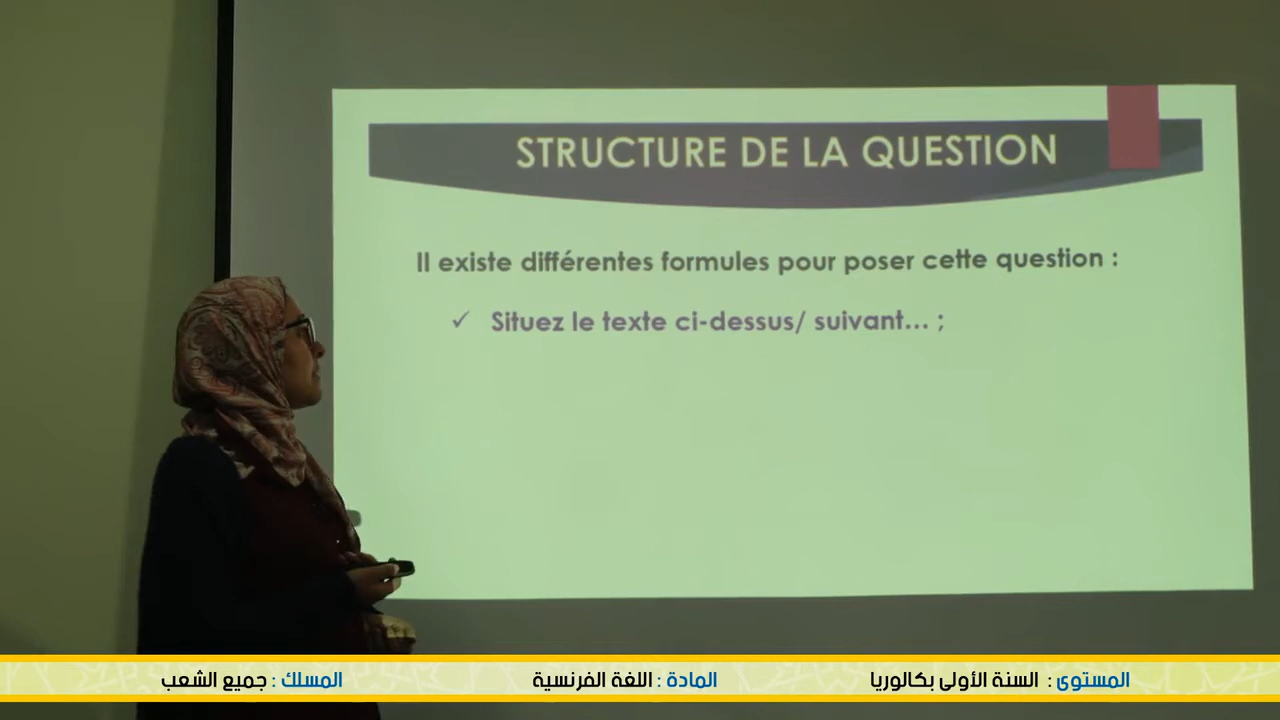 STRUCTURE DE LA QUESTION
Il existe différentes formules pour poser cette question :
✓ Situez le texte ci-dessus/ suivant... ;
المستوى : السنة الأولى بكالوريا
المادة : اللغة الفرنسية
المسلك : جميع الشعب